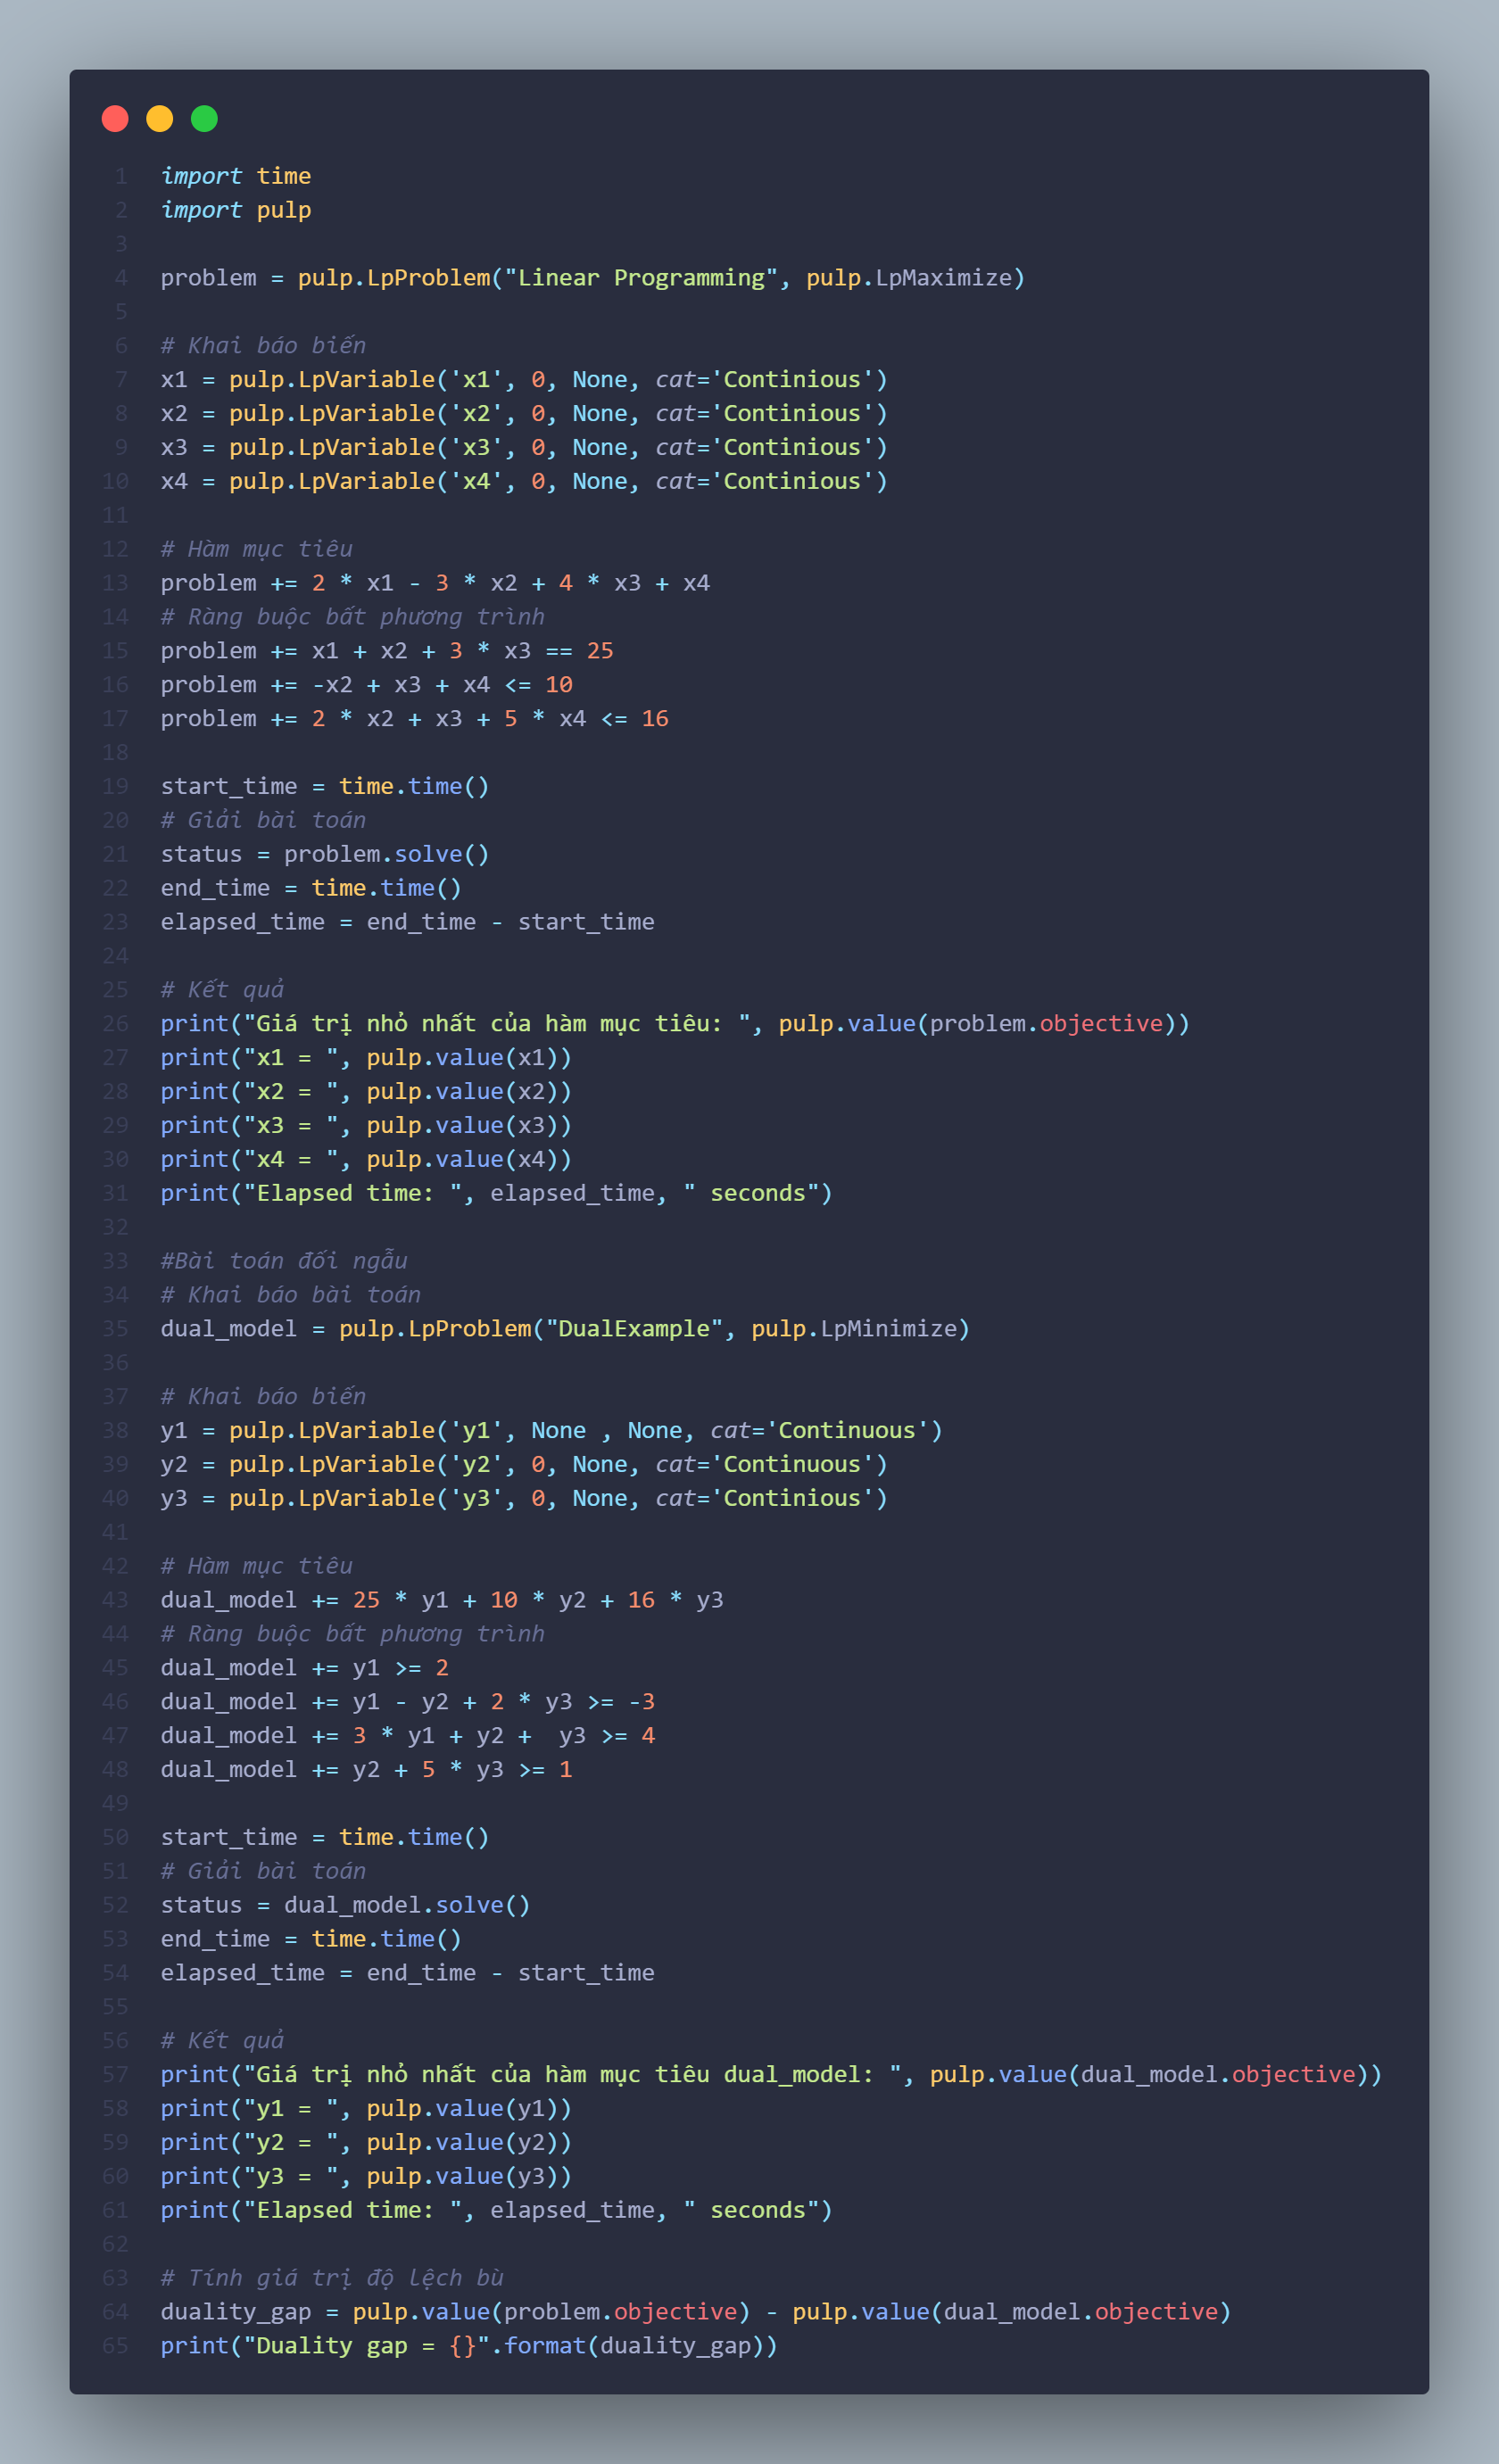 1 import time
2 import pulp
3
4 problem = pulp.LpProblem("Linear Programming", pulp.LpMaximize)
5
6 # Khai báo biến
7 x1 = pulp.LpVariable('x1', 0, None, cat='Continious')
8 x2 = pulp.LpVariable('x2', 0, None, cat='Continious')
9 x3 = pulp.LpVariable('x3', 0, None, cat='Continious')
10 x4 = pulp.LpVariable('x4', 0, None, cat='Continious')
11
12 # Hàm mục tiêu
13 problem += 2 * x1 - 3 * x2 + 4 * x3 + x4
14 # Ràng buộc bất phương trình
15 problem += x1 + x2 + 3 * x3 == 25
16 problem += -x2 + x3 + x4 <= 10
17 problem += 2 * x2 + x3 + 5 * x4 <= 16
18
19 start_time = time.time()
20 # Giải bài toán
21 status = problem.solve()
22 end_time = time.time()
23 elapsed_time = end_time - start_time
24
25 # Kết quả
26 print("Giá trị nhỏ nhất của hàm mục tiêu: ", pulp.value(problem.objective))
27 print("x1 = ", pulp.value(x1))
28 print("x2 = ", pulp.value(x2))
29 print("x3 = ", pulp.value(x3))
30 print("x4 = ", pulp.value(x4))
31 print("Elapsed time: ", elapsed_time, " seconds")
32
33 #Bài toán đối ngẫu
34 # Khai báo bài toán
35 dual_model = pulp.LpProblem("DualExample", pulp.LpMinimize)
36
37 # Khai báo biến
38 y1 = pulp.LpVariable('y1', None , None, cat='Continuous')
39 y2 = pulp.LpVariable('y2', 0, None, cat='Continuous')
40 y3 = pulp.LpVariable('y3', 0, None, cat='Continious')
41
42 # Hàm mục tiêu
43 dual_model += 25 * y1 + 10 * y2 + 16 * y3
44 # Ràng buộc bất phương trình
45 dual_model += y1 >= 2
46 dual_model += y1 - y2 + 2 * y3 >= -3
47 dual_model += 3 * y1 + y2 +  y3 >= 4
48 dual_model += y2 + 5 * y3 >= 1
49
50 start_time = time.time()
51 # Giải bài toán
52 status = dual_model.solve()
53 end_time = time.time()
54 elapsed_time = end_time - start_time
55
56 # Kết quả
57 print("Giá trị nhỏ nhất của hàm mục tiêu dual_model: ", pulp.value(dual_model.objective))
58 print("y1 = ", pulp.value(y1))
59 print("y2 = ", pulp.value(y2))
60 print("y3 = ", pulp.value(y3))
61 print("Elapsed time: ", elapsed_time, " seconds")
62
63 # Tính giá trị độ lệch bù
64 duality_gap = pulp.value(problem.objective) - pulp.value(dual_model.objective)
65 print("Duality gap = {}".format(duality_gap))